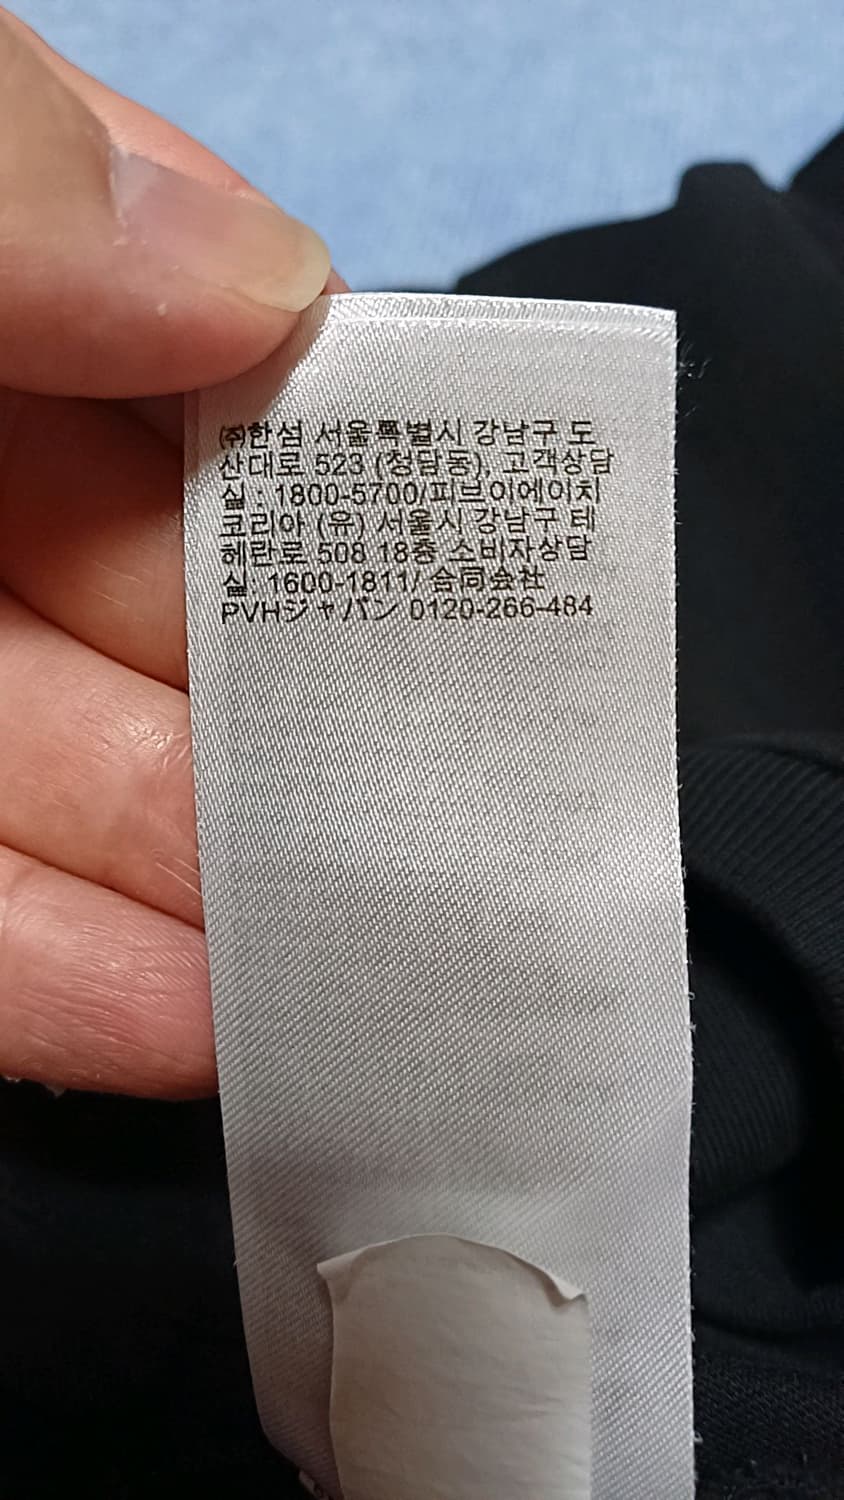 ㈜한섬 서울특별시 강남구 도
산대로 523 (청담동), 고객상담
실 : 1800-5700/피브이에이치
코리아 (유) 서울시 강남구 테
헤란로 508 18층 소비자상담
실: 1600-1811/ 合同会社
PVHジャパン 0120-266-484